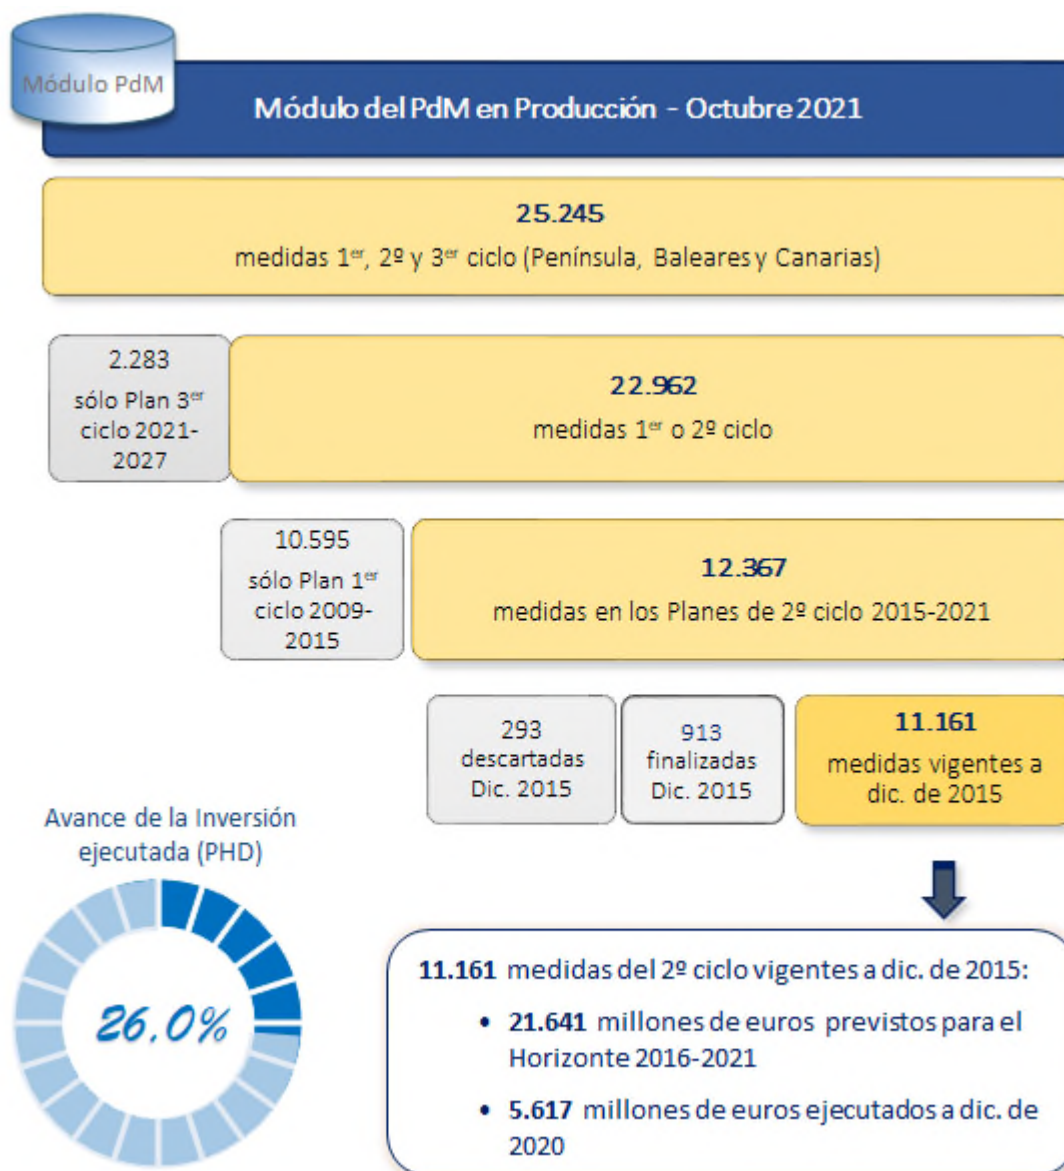 Módulo PdM
Módulo del PdM en Producción - Octubre 2021
25.245
medidas 1er, 2º y 3er ciclo (Península, Baleares y Canarias)
2.283
sólo Plan 3er
ciclo 2021-
2027
22.962
medidas 1er o 2º ciclo
10.595
sólo Plan 1er
ciclo 2009-
2015
12.367
medidas en los Planes de 2º ciclo 2015-2021
293
descartadas
Dic. 2015
913
finalizadas
Dic. 2015
11.161
medidas vigentes a
dic. de 2015
Avance de la Inversión
ejecutada (PHD)
26.0%
11.161 medidas del 2º ciclo vigentes a dic. de 2015:
• 21.641 millones de euros previstos para el
Horizonte 2016-2021
• 5.617 millones de euros ejecutados a dic. de
2020